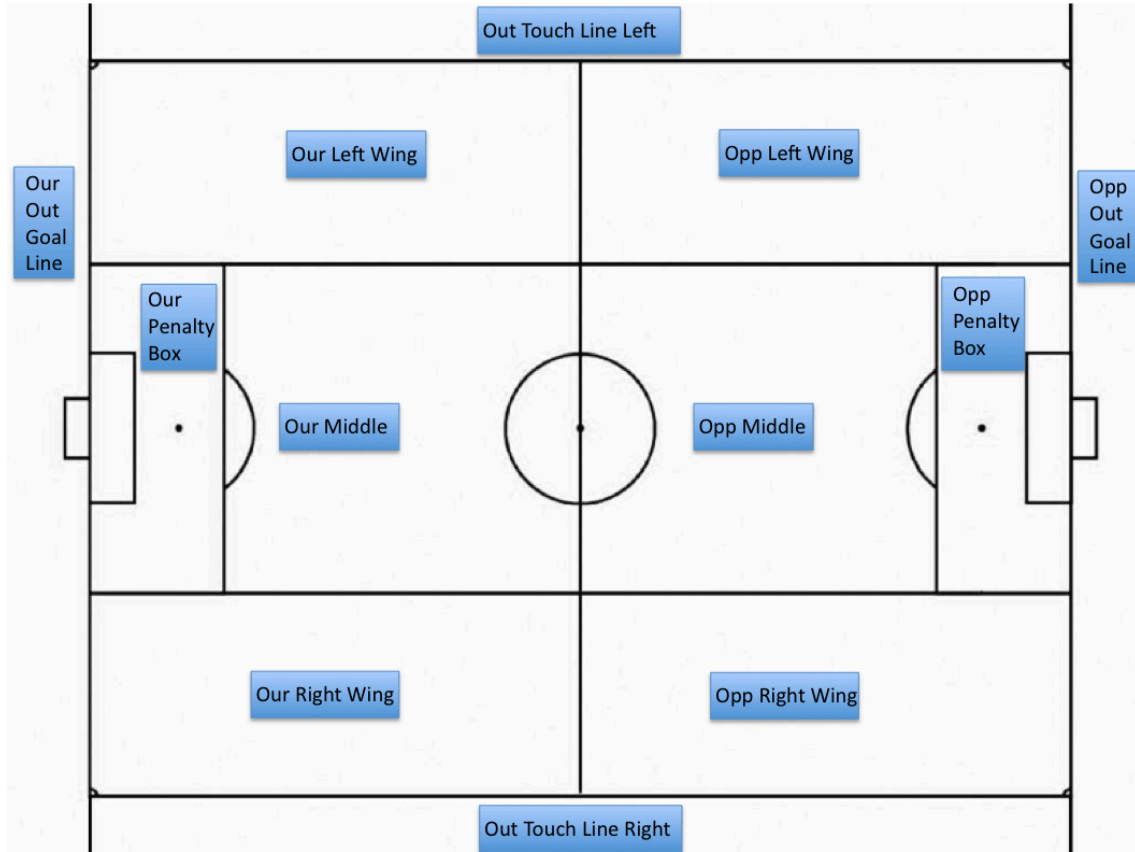 Out Touch Line Left
Our Left Wing
Opp Left Wing
Our
Out
Goal
Line
Opp
Out
Goal
Line
Our
Penalty
Box
Opp
Penalty
Box
Our Middle
Opp Middle
Our Right Wing
Opp Right Wing
Out Touch Line Right